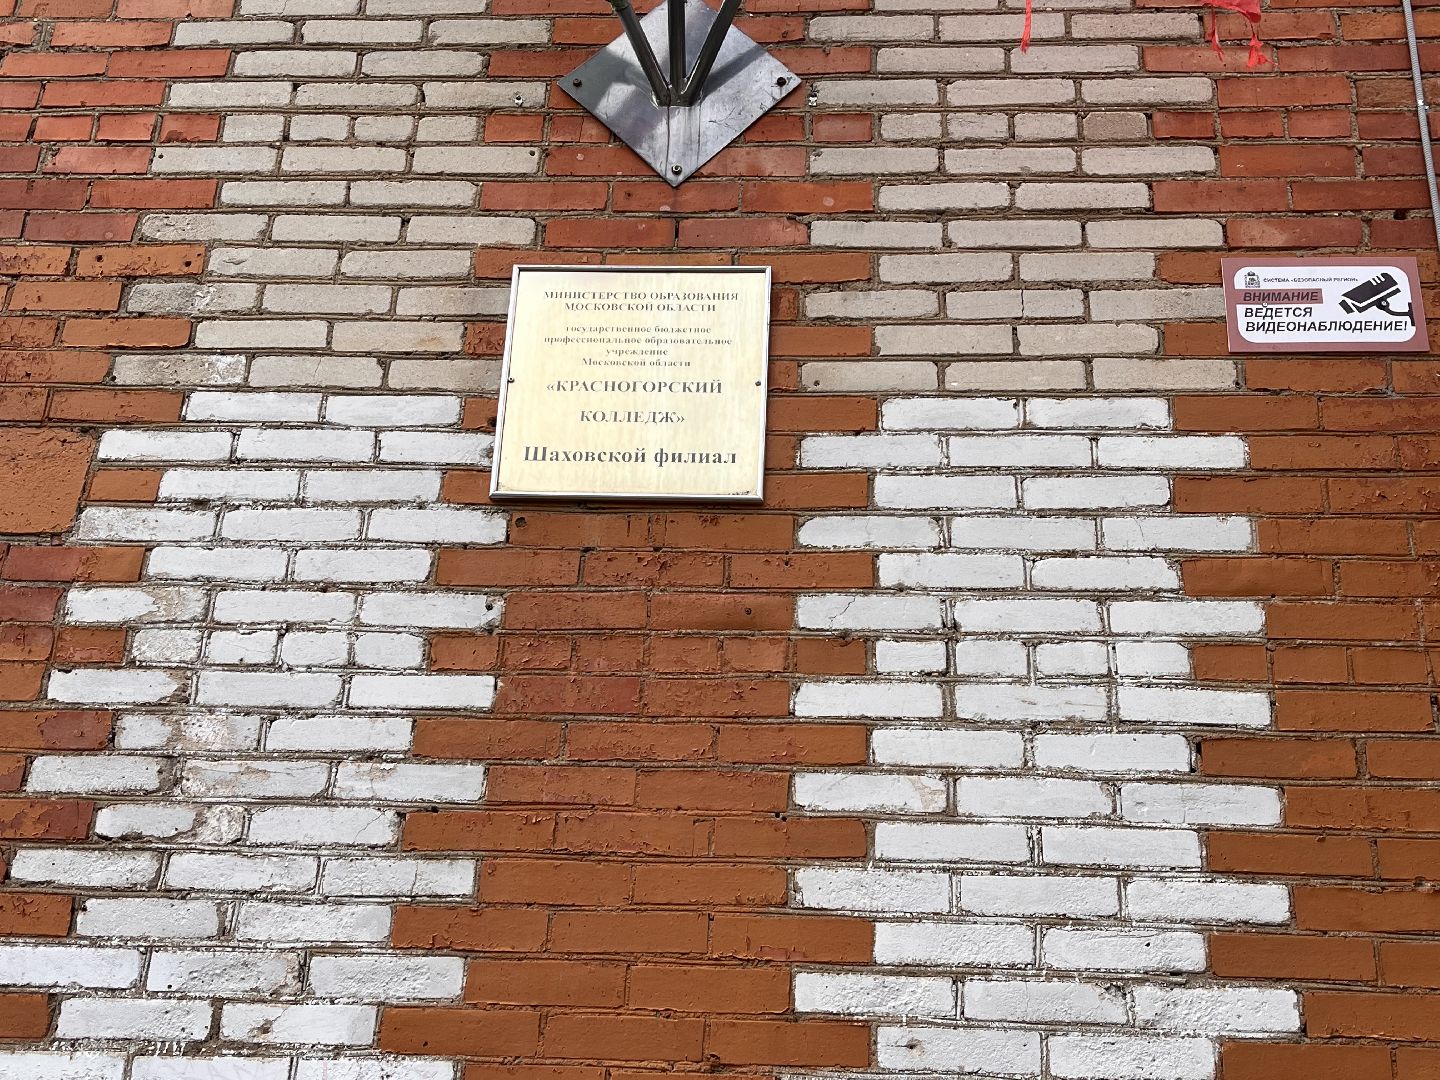 МИНИСТЕРСТВО ОБРАЗОВАНИЯ
МОСКОВСКОЙ ОБЛАСТИ
государственное бюджетное
профессиональное образовательное
учреждение
Московской области
«КРАСНОГОРСКИЙ
КОЛЛЕДЖ»
Шаховской филиал
СИСТЕМА «БЕЗОПАСНЫЙ РЕГИОН»
ВНИМАНИЕ
ВЕДЕТСЯ
ВИДЕОНАБЛЮДЕНИЕ!